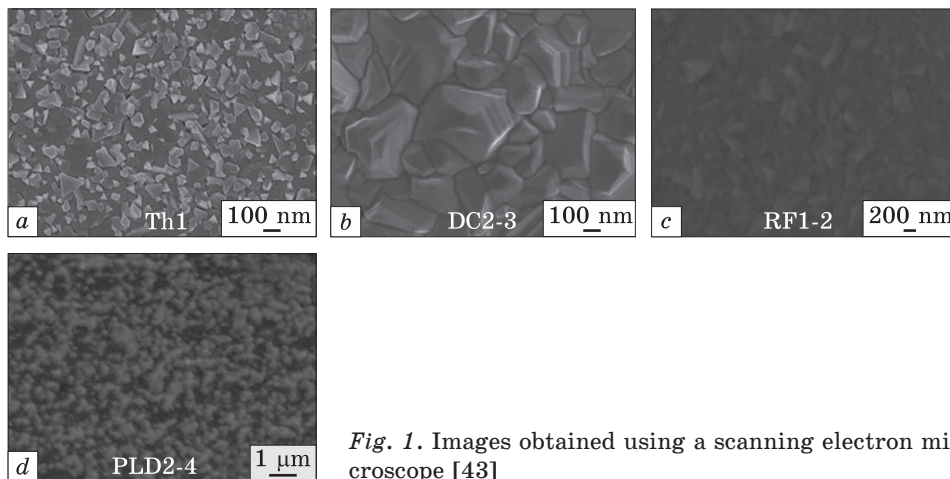 a
Th1
100 nm
b
DC2-3
100 nm
c
RF1-2
200 nm
d
PLD2-4
1 μm
Fig. 1. Images obtained using a scanning electron mi-
croscope [43]